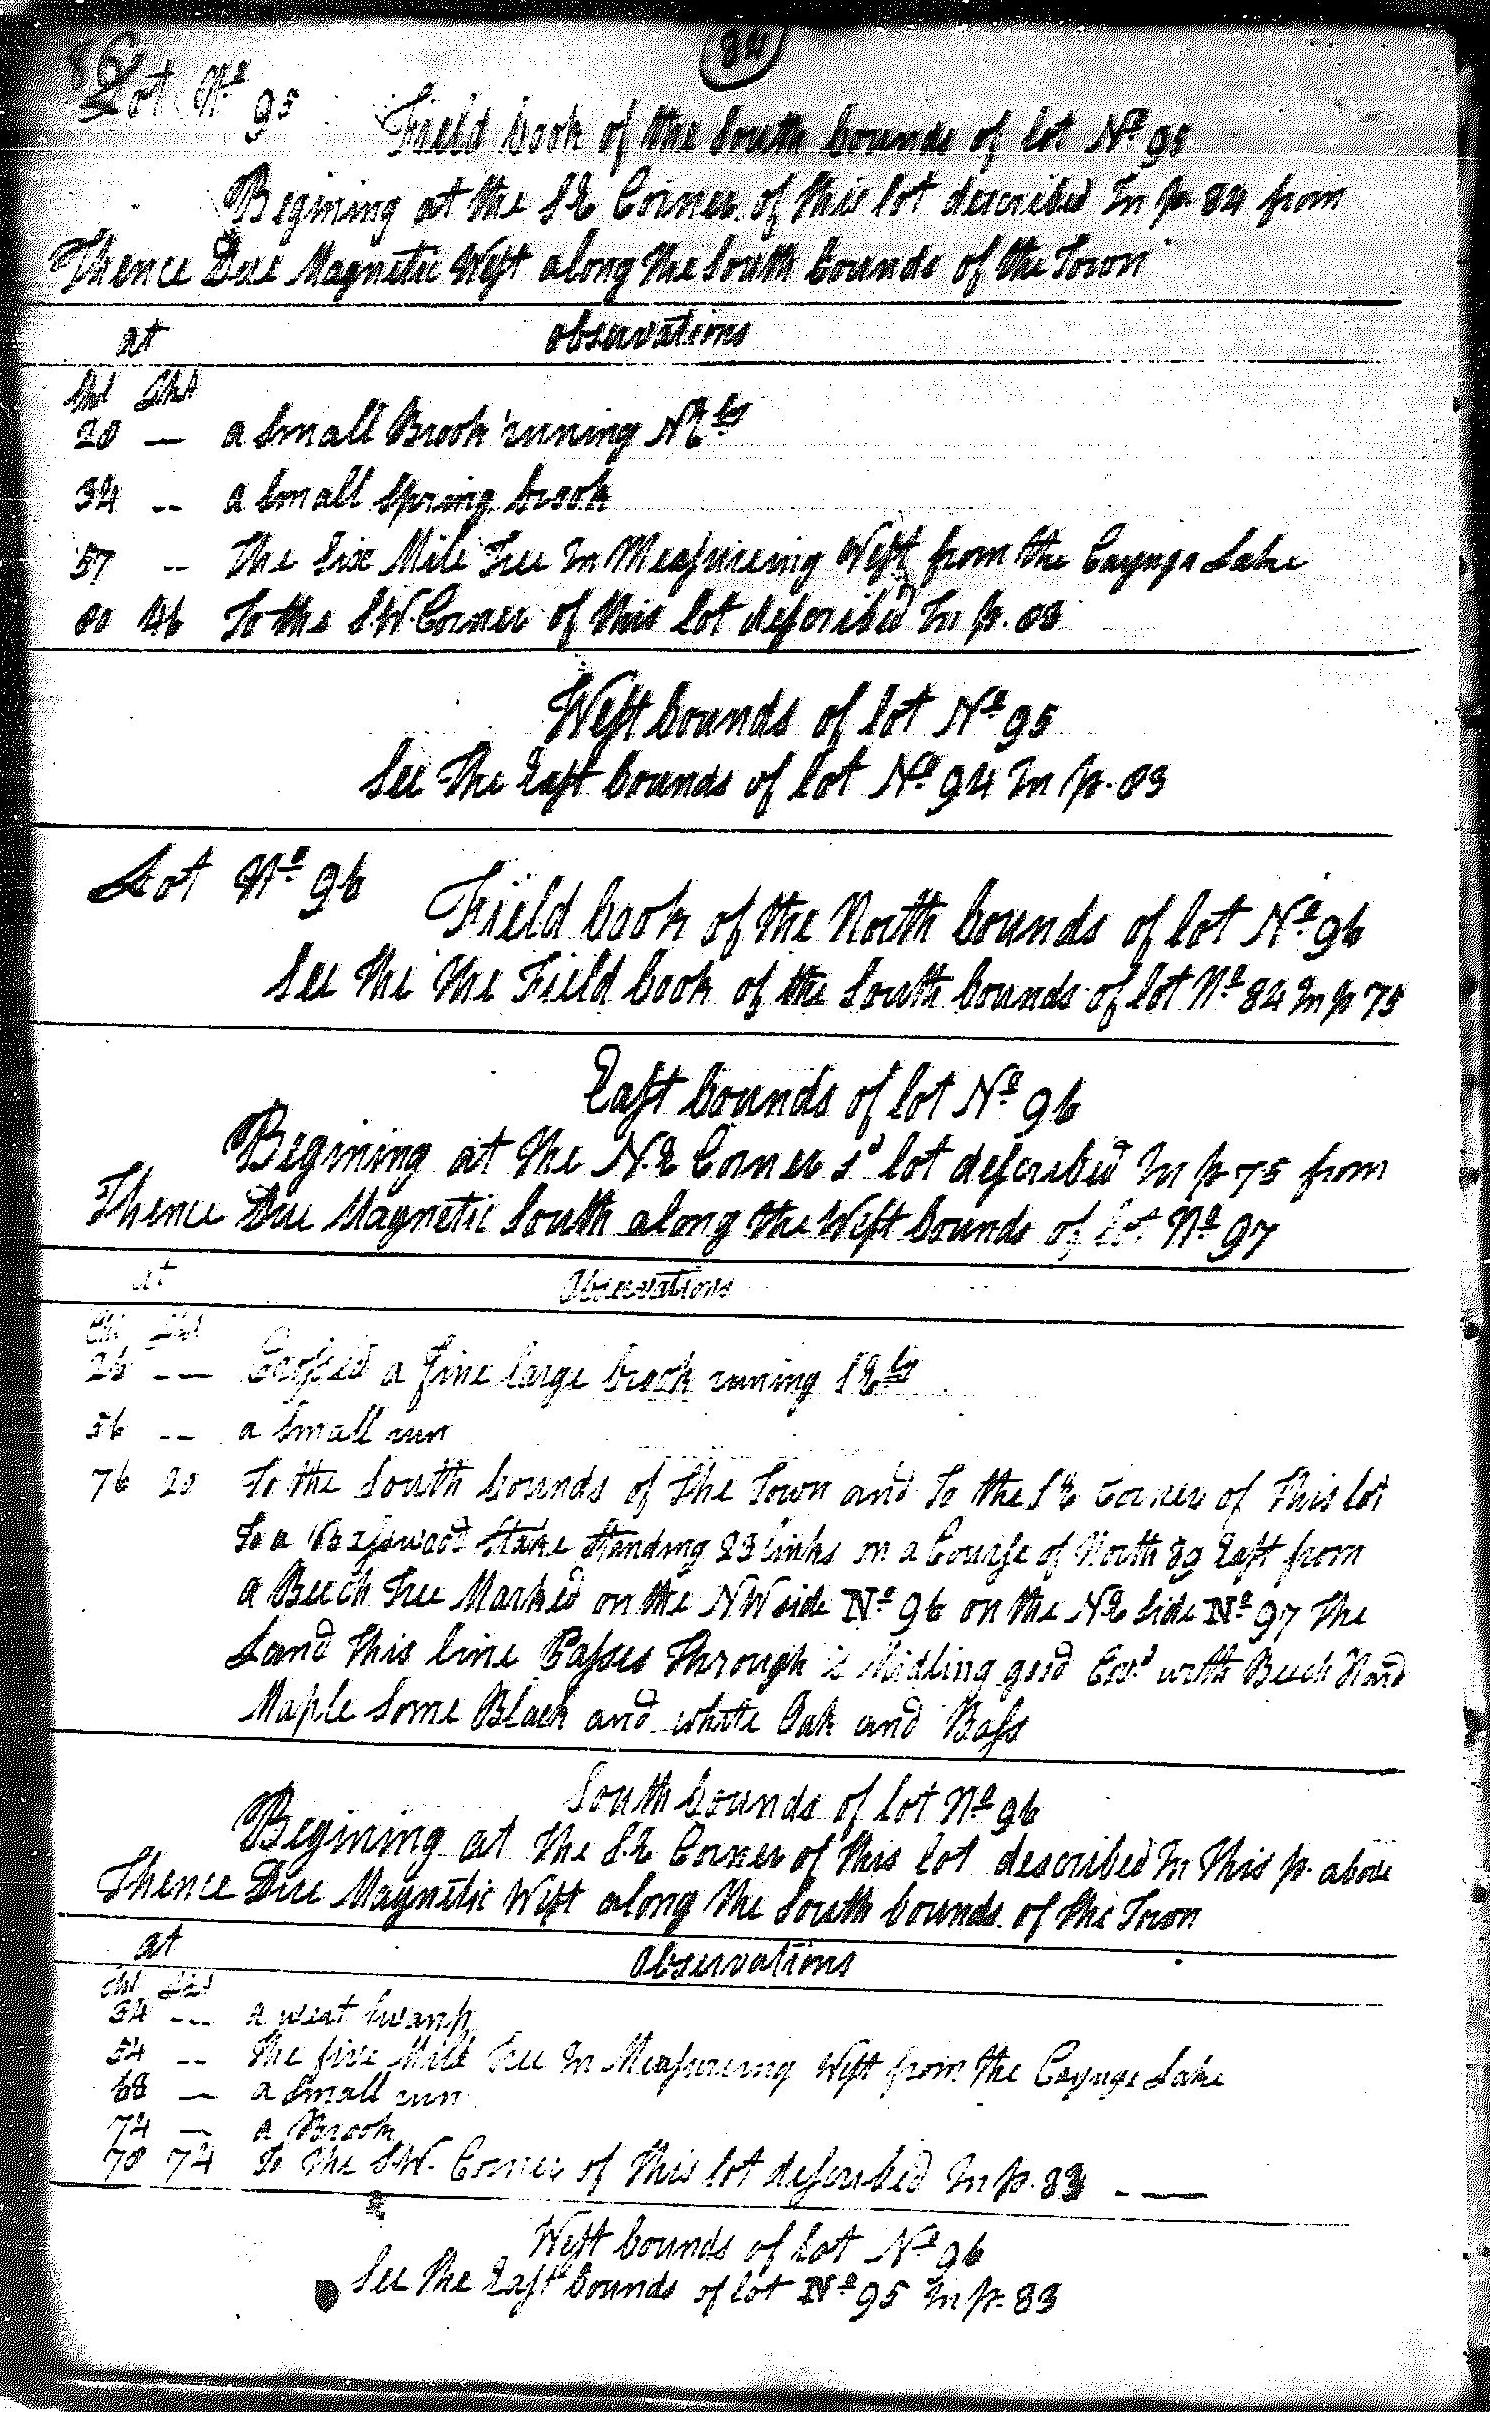 84
Lot Nº 95
Field book of the South bounds of lot Nº 95
Begining at the S E Corner of this lot described In p. 84 from
Thence Due Magnetic West along the South bounds of the Town
at observations
Chs Lks
20 — a Small Brook runing N Ely
34 -- a Small Spring brook
57 -- The Six Mile Tree In Measureing West from the Cayuga Lake
80 46 To the S.W. Corner of this lot described In p. 83
West bounds of lot Nº 95
See The East bounds of lot Nº 94 In p. 83
Lot Nº 96
Field book of the North bounds of lot Nº 96
See The The Field book of the South bounds of lot Nº 84 In p 75
East bounds of lot Nº 96
Begining at the N. E Corner sd lot described In p 75 from
Thence Due Magnetic South along the West bounds of lot Nº 97
at Observations
Chs Lks
26 -- Crossed a fine large brook runing S Ely
56 -- a Small run
76 20 To the South bounds of The Town and To the S E Corner of This lot
To a Basswood Stake Standing 23 links on a Course of North 89 East from
a Beech Tree Marked on the N W side Nº 96 on the N E Side Nº 97 The
Land This line Passes Through is Midling good Covd with Beech Hard
Maple Some Black and white Oak and Bass
South bounds of lot Nº 96
Begining at the S. E Corner of This lot described In This p. above
Thence Due Magnetic West along the South bounds of the Town
at observations
Chs Lks
34 --- a weat Swamp
54 -- The five Mile Tree In Measureing West from the Cayuga Lake
68 — a Small run
74 — a Brook
78 74 To The S.W. Corner of This lot described In p. 83
West bounds of lot Nº 96
See The East bounds of lot Nº 95 In p. 83